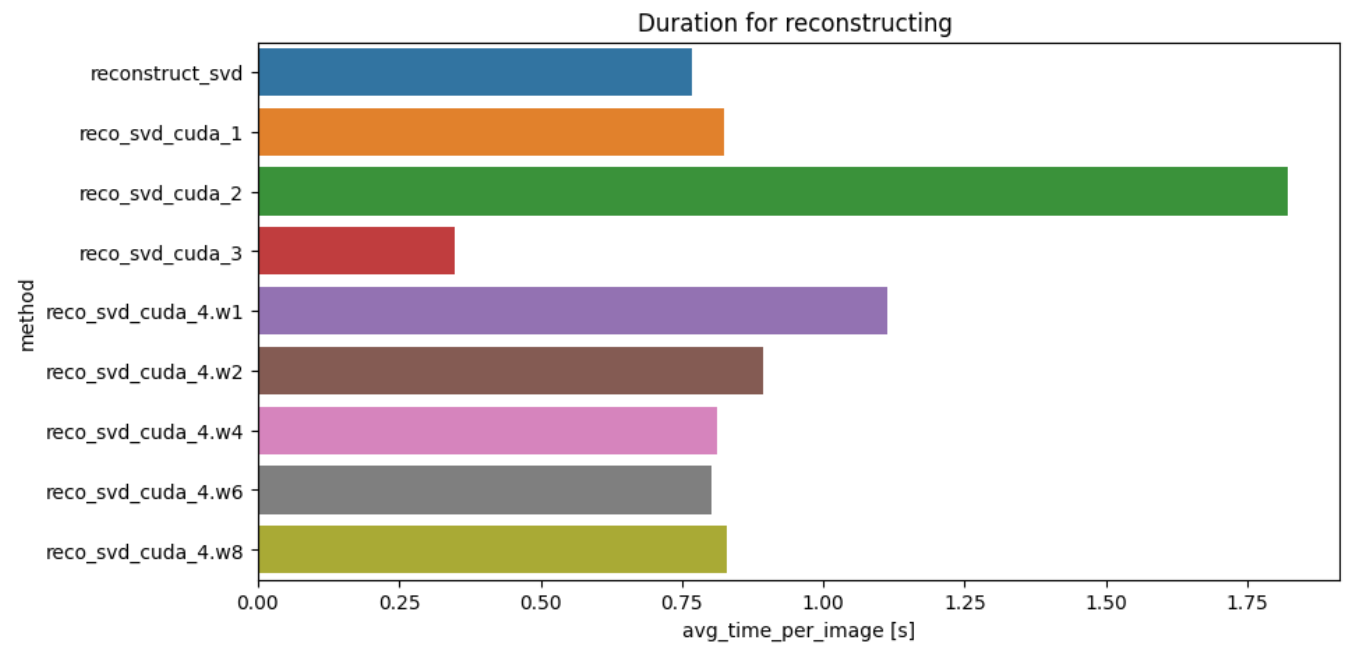 Duration for reconstructing
reconstruct_svd
reco_svd_cuda_1
reco_svd_cuda_2
reco_svd_cuda_3
reco_svd_cuda_4.w1
reco_svd_cuda_4.w2
reco_svd_cuda_4.w4
reco_svd_cuda_4.w6
reco_svd_cuda_4.w8
method
0.00 0.25 0.50 0.75 1.00 1.25 1.50 1.75
avg_time_per_image [s]